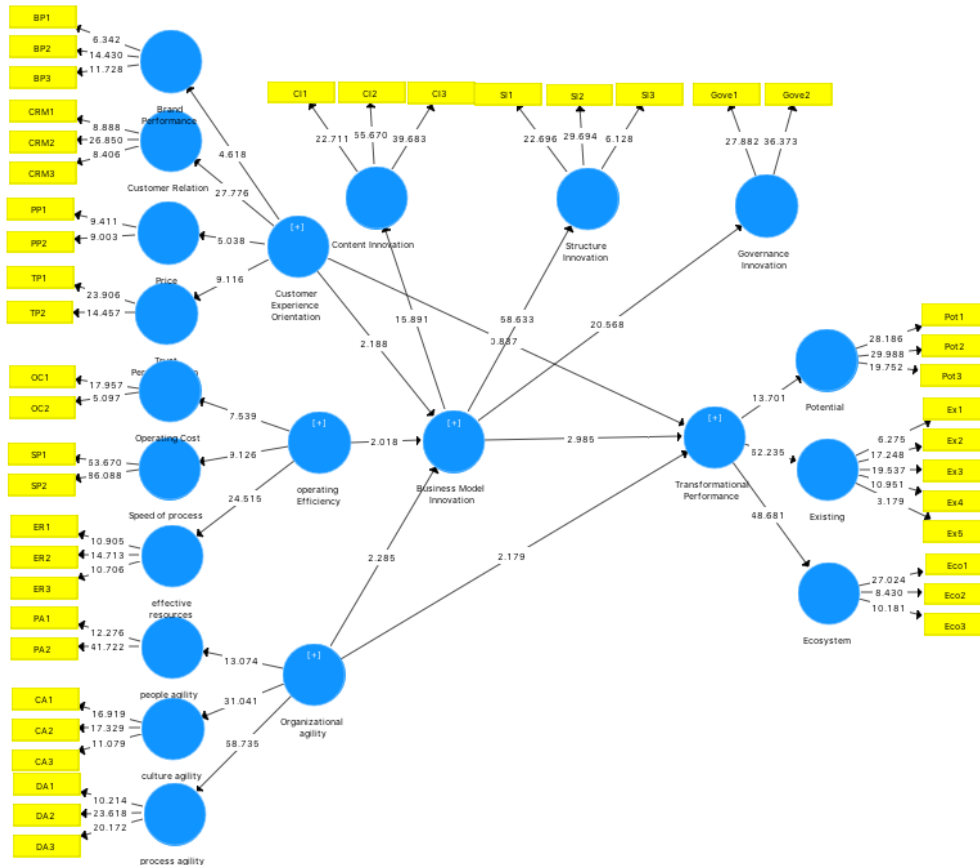 BP1
6.342
BP2
14.430
BP3
11.728
Brand
Performance
CRM1
8.888
CRM2
26.850
CRM3
8.406
Customer Relation
PP1
9.411
PP2
9.003
Price
TP1
23.906
TP2
14.457
Trust
OC1
17.957
OC2
5.097
Operating Cost
SP1
53.670
SP2
86.088
Speed of process
ER1
10.905
ER2
14.713
ER3
10.706
effective
resources
PA1
12.276
PA2
41.722
people agility
CA1
16.919
CA2
17.329
CA3
11.079
culture agility
DA1
10.214
DA2
23.618
DA3
20.172
process agility
4.618
27.776
5.038
9.116
[+]
Customer
Experience
Orientation
7.539
9.126
24.515
[+]
operating
Efficiency
13.074
31.041
58.735
[+]
Organizational
agility
CI1
CI2
CI3
22.711
55.670
39.683
Content Innovation
SI1
SI2
SI3
22.696
29.694
6.128
Structure
Innovation
Gove1
Gove2
27.882
36.373
Governance
Innovation
15.891
58.633
20.568
2.188
3.837
2.018
2.285
2.179
2.985
[+]
Business Model
Innovation
[+]
Transformational
Performance
13.701
52.235
48.681
Pot1
28.186
Pot2
29.988
Pot3
19.752
Potential
Ex1
6.275
Ex2
17.248
Ex3
19.537
Ex4
10.951
Ex5
3.179
Existing
Eco1
27.024
Eco2
8.430
Eco3
10.181
Ecosystem